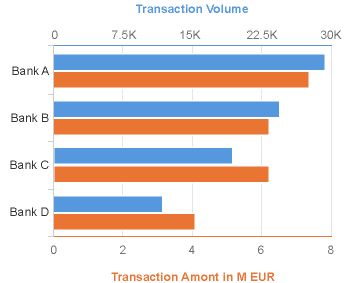 Transaction Volume
0 7.5K 15K 22.5K 30K
Bank A
Bank B
Bank C
Bank D
0 2 4 6 8
Transaction Amont in M EUR